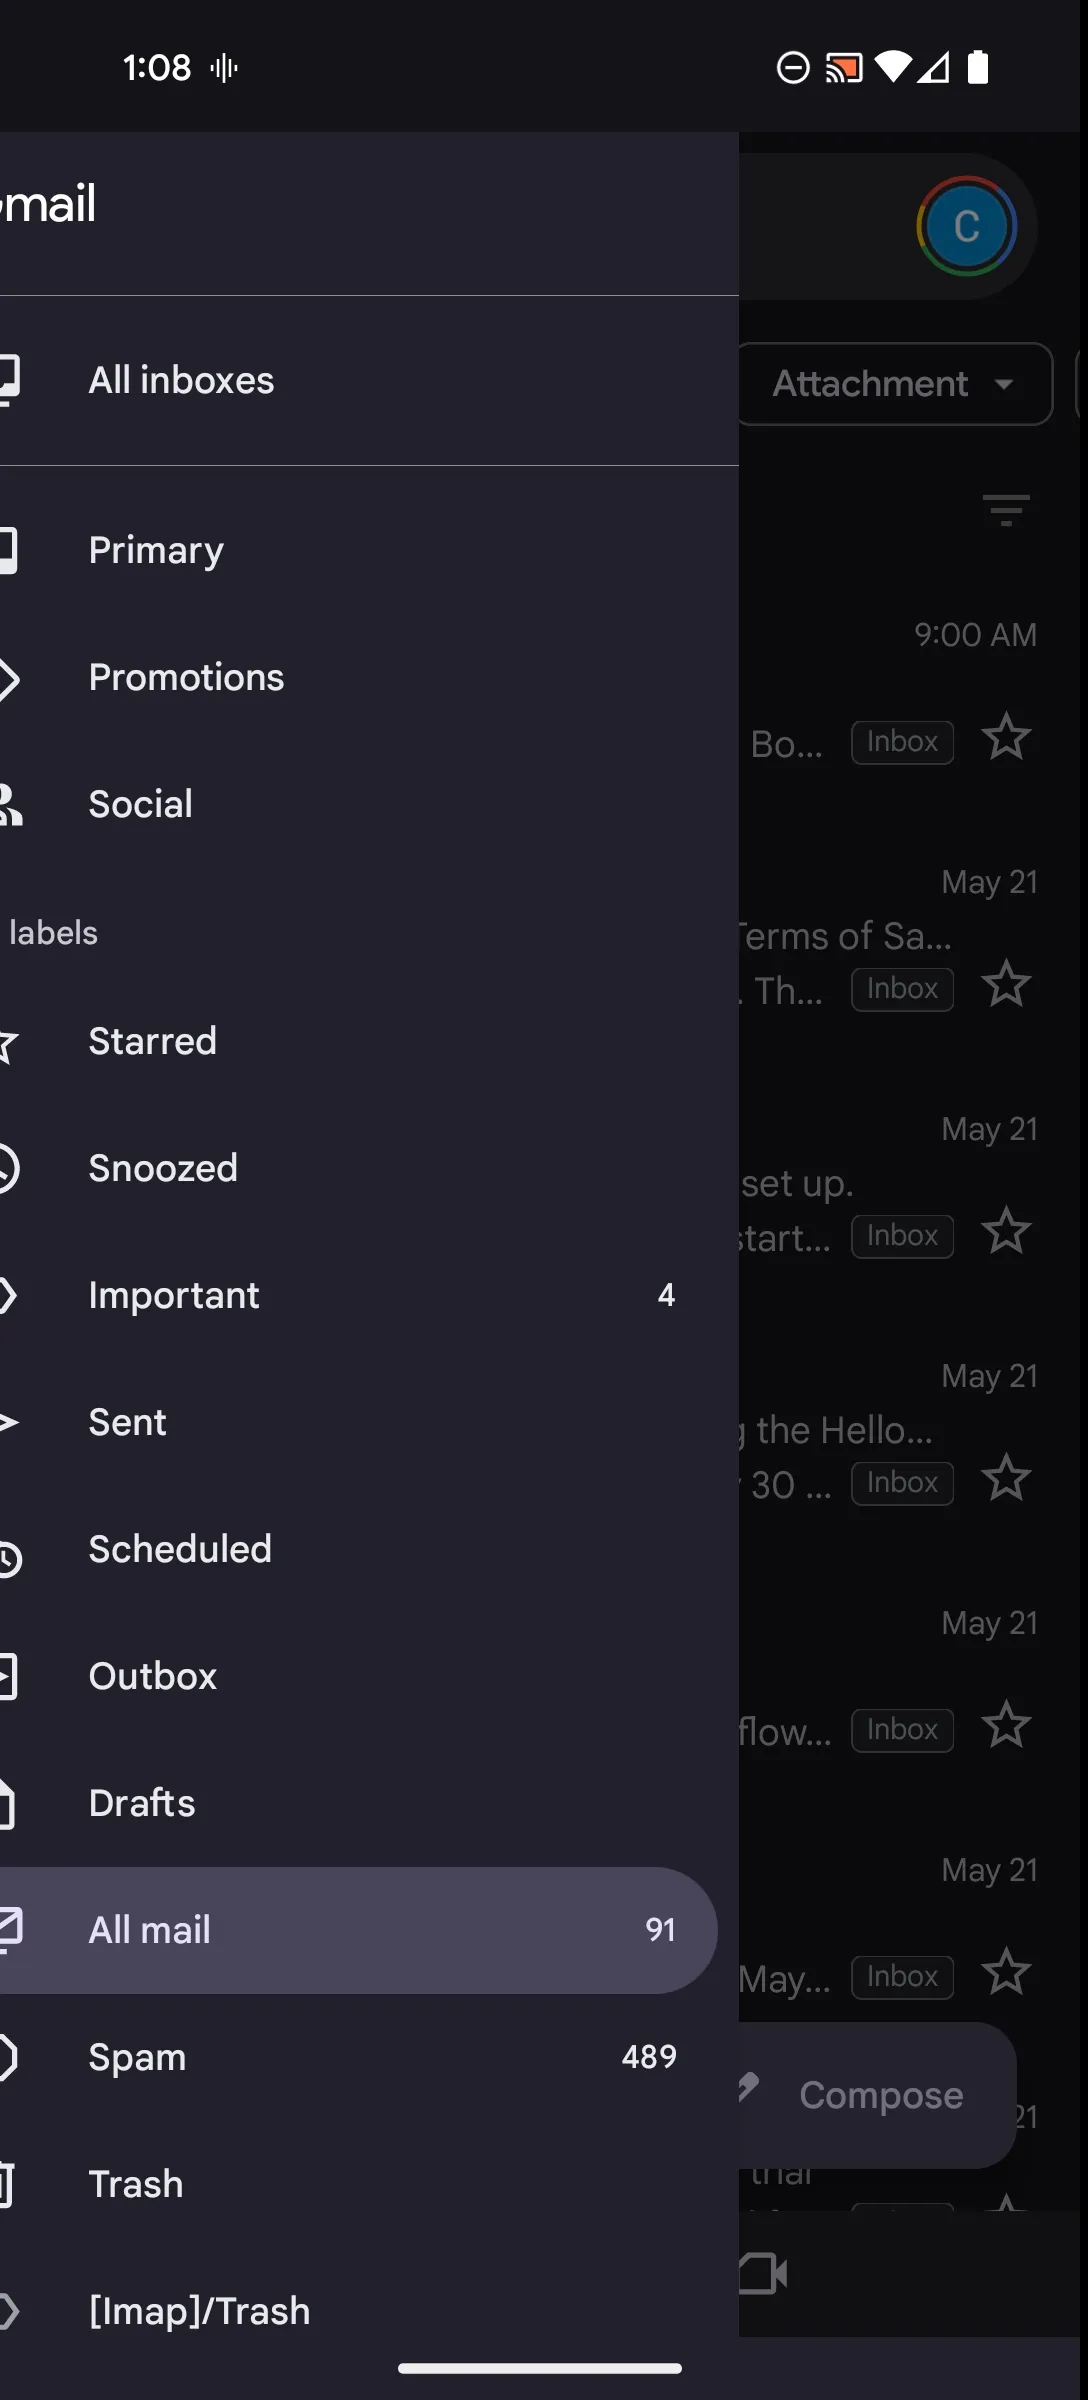 1:08
mail
C
All inboxes
Attachment
Primary
9:00 AM
Promotions
Bo... Inbox
Social
May 21
labels
Terms of Sa...
. Th... Inbox
Starred
May 21
Snoozed
set up.
start... Inbox
Important 4
May 21
Sent
the Hello...
30 ... Inbox
Scheduled
May 21
Outbox
flow... Inbox
Drafts
May 21
All mail 91
May... Inbox
Spam 489
Compose
21
trial
Trash
[Imap]/Trash